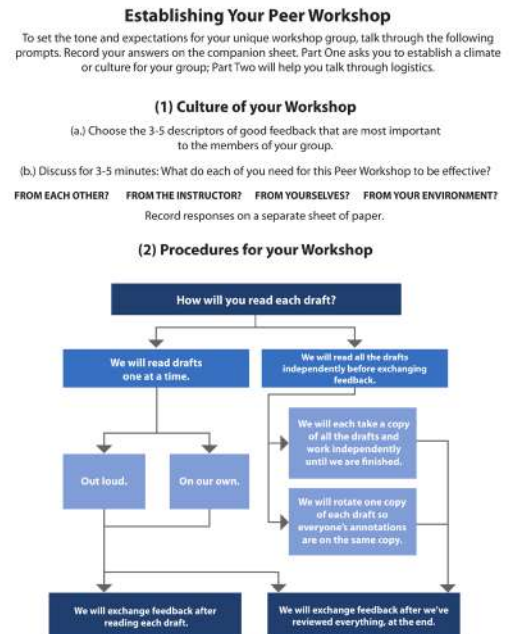 Establishing Your Peer Workshop
To set the tone and expectations for your unique workshop group, talk through the following
prompts. Record your answers on the companion sheet. Part One asks you to establish a climate
or culture for your group; Part Two will help you talk through logistics.
(1) Culture of your Workshop
(a.) Choose the 3-5 descriptors of good feedback that are most important
to the members of your group.
(b.) Discuss for 3-5 minutes: What do each of you need for this Peer Workshop to be effective?
FROM EACH OTHER? FROM THE INSTRUCTOR? FROM YOURSELVES? FROM YOUR ENVIRONMENT?
Record responses on a separate sheet of paper.
(2) Procedures for your Workshop
How will you read each draft?
We will read drafts
one at a time.
We will read all the drafts
independently before exchanging
feedback.
Out loud.
On our own.
We will each take a copy
of all the drafts and
work independently
until we are finished.
We will rotate one copy
of each draft so
everyone's annotations
are on the same copy.
We will exchange feedback after
reading each draft.
We will exchange feedback after we've
reviewed everything, at the end.